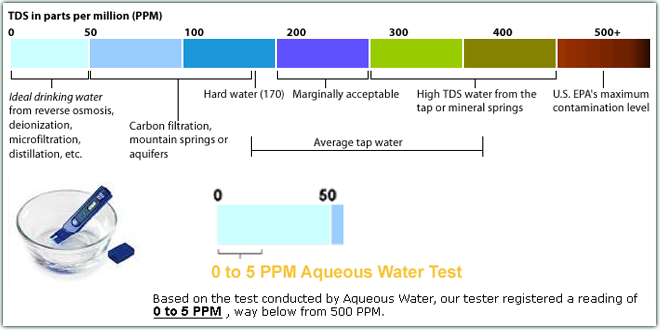 TDS in parts per million (PPM)
0 50 100 200 300 400 500+
Ideal drinking water
from reverse osmosis,
deionization,
microfiltration,
distillation, etc.
Carbon filtration,
mountain springs or
aquifers
Hard water (170)
Marginally acceptable
High TDS water from the
tap or mineral springs
U.S. EPA's maximum
contamination level
Average tap water
0 50
0 to 5 PPM Aqueous Water Test
Based on the test conducted by Aqueous Water, our tester registered a reading of
0 to 5 PPM , way below from 500 PPM.